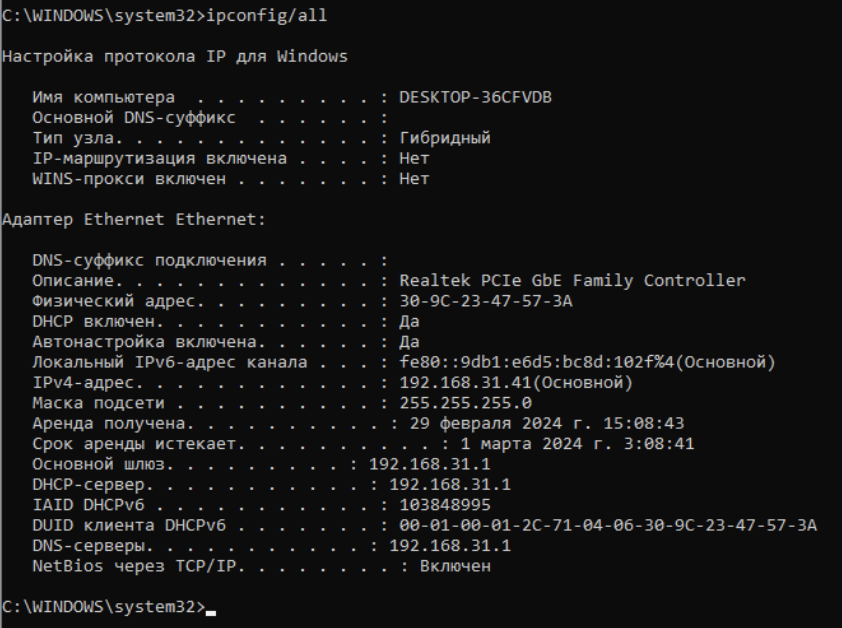 C:\WINDOWS\system32>ipconfig/all
Настройка протокола IP для Windows
Имя компьютера . . . . . . . . . : DESKTOP-36CFVDB
Основной DNS-суффикс . . . . . . :
Тип узла. . . . . . . . . . . . . : Гибридный
IP-маршрутизация включена . . . . : Нет
WINS-прокси включен . . . . . . . : Нет
Адаптер Ethernet Ethernet:
DNS-суффикс подключения . . . . . :
Описание. . . . . . . . . . . . . : Realtek PCIe GbE Family Controller
Физический адрес. . . . . . . . . : 30-9C-23-47-57-3A
DHCP включен. . . . . . . . . . . : Да
Автонастройка включена. . . . . . : Да
Локальный IPv6-адрес канала . . . : fe80::9db1:e6d5:bc8d:102f%4(Основной)
IPv4-адрес. . . . . . . . . . . . : 192.168.31.41(Основной)
Маска подсети . . . . . . . . . . : 255.255.255.0
Аренда получена. . . . . . . . . . : 29 февраля 2024 г. 15:08:43
Срок аренды истекает. . . . . . . . . . : 1 марта 2024 г. 3:08:41
Основной шлюз. . . . . . . . . : 192.168.31.1
DHCP-сервер. . . . . . . . . . . : 192.168.31.1
IAID DHCPv6 . . . . . . . . . . . : 103848995
DUID клиента DHCPv6 . . . . . . . : 00-01-00-01-2C-71-04-06-30-9C-23-47-57-3A
DNS-серверы. . . . . . . . . . . : 192.168.31.1
NetBios через TCP/IP. . . . . . . . : Включен
C:\WINDOWS\system32>